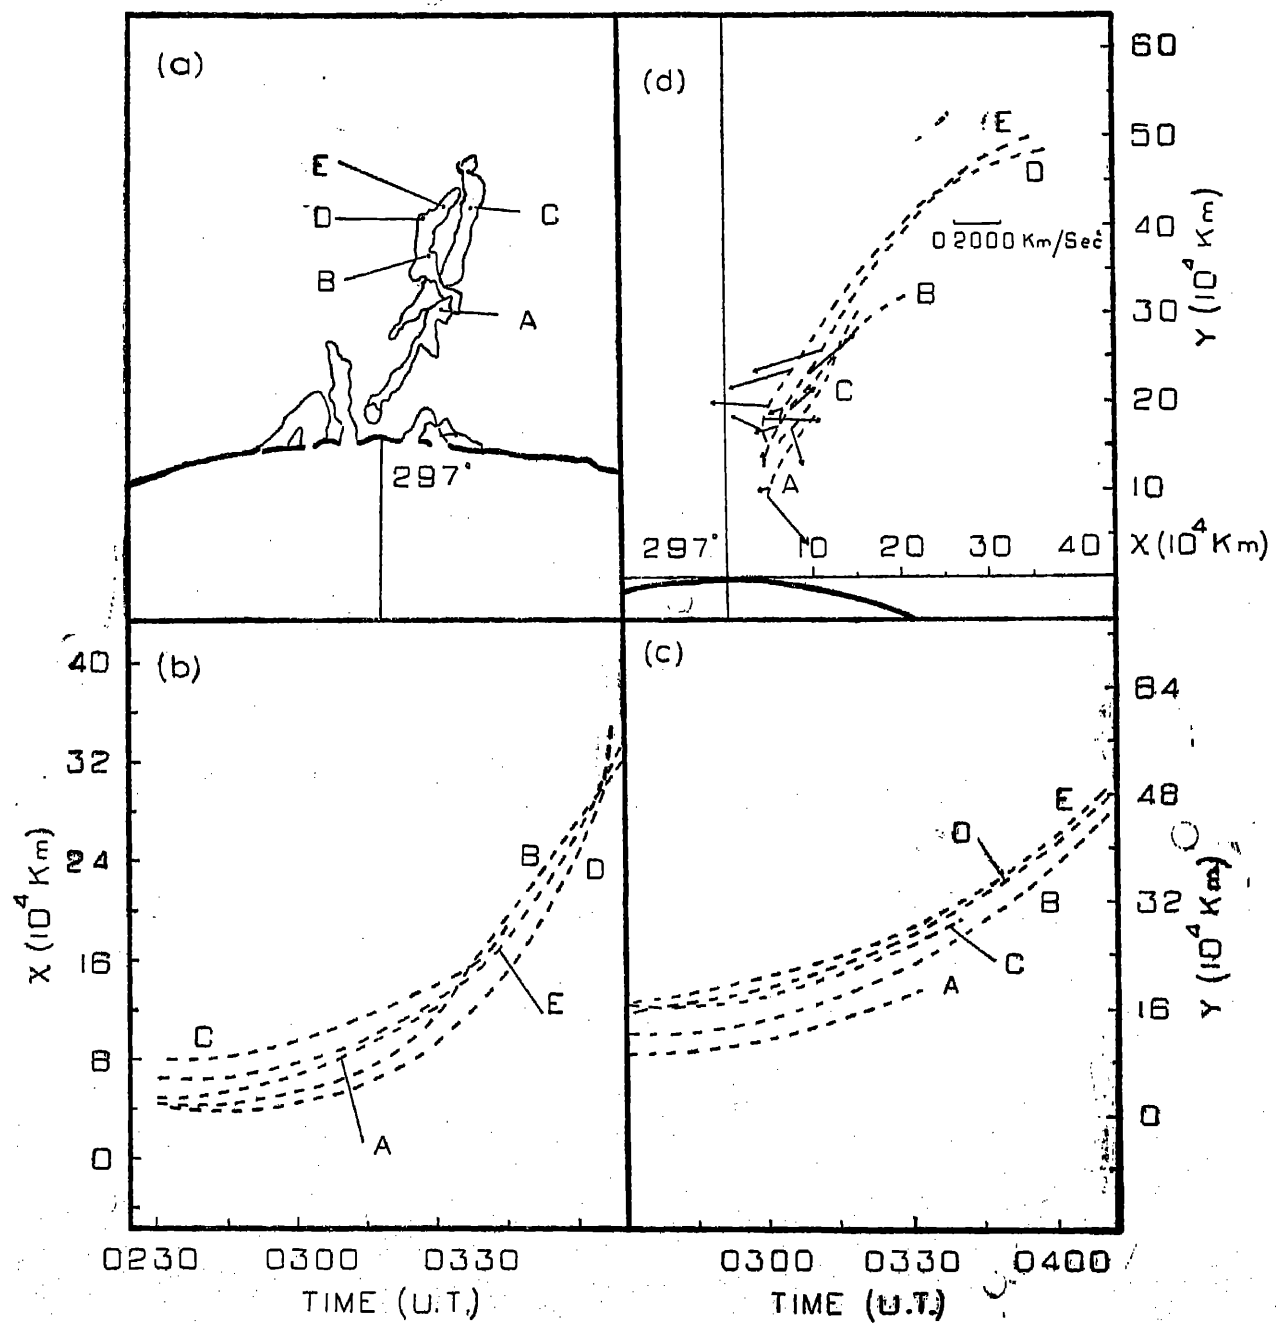 (a)
E
D
C
B
A
297°
(d)
E
D
0 2000 Km/Sec
B
C
A
60
50
40
30
20
10
Y (10⁴ Km)
297°
10 20 30 40 X (10⁴ Km)
(b)
40
32
24
16
8
0
X (10⁴ Km)
B
D
C
E
A
0230 0300 0330
TIME (U.T.)
(c)
64
48
32
16
0
Y (10⁴ Km)
E
D
B
C
A
0300 0330 0400
TIME (U.T.)